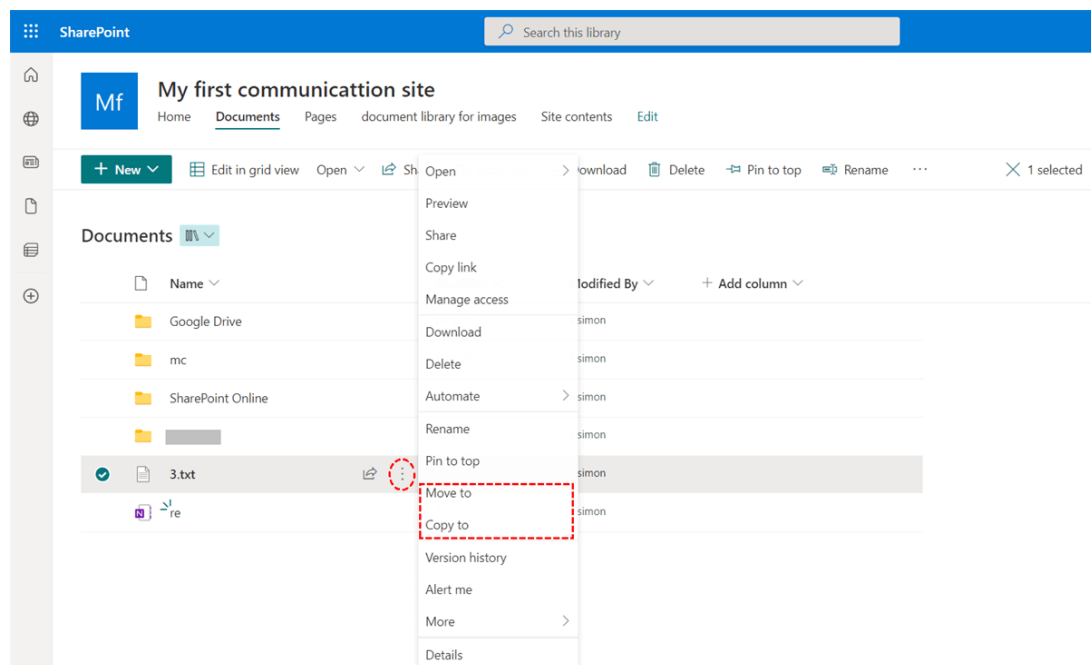 SharePoint
Search this library
Mf
My first communicattion site
Home Documents Pages document library for images Site contents Edit
+ New Edit in grid view Open Sh ownload Delete Pin to top Rename ... 1 selected
Documents
Name Modified By + Add column
Google Drive simon
mc simon
SharePoint Online simon
simon
3.txt simon
re simon
Open
Preview
Share
Copy link
Manage access
Download
Delete
Automate
Rename
Pin to top
Move to
Copy to
Version history
Alert me
More
Details